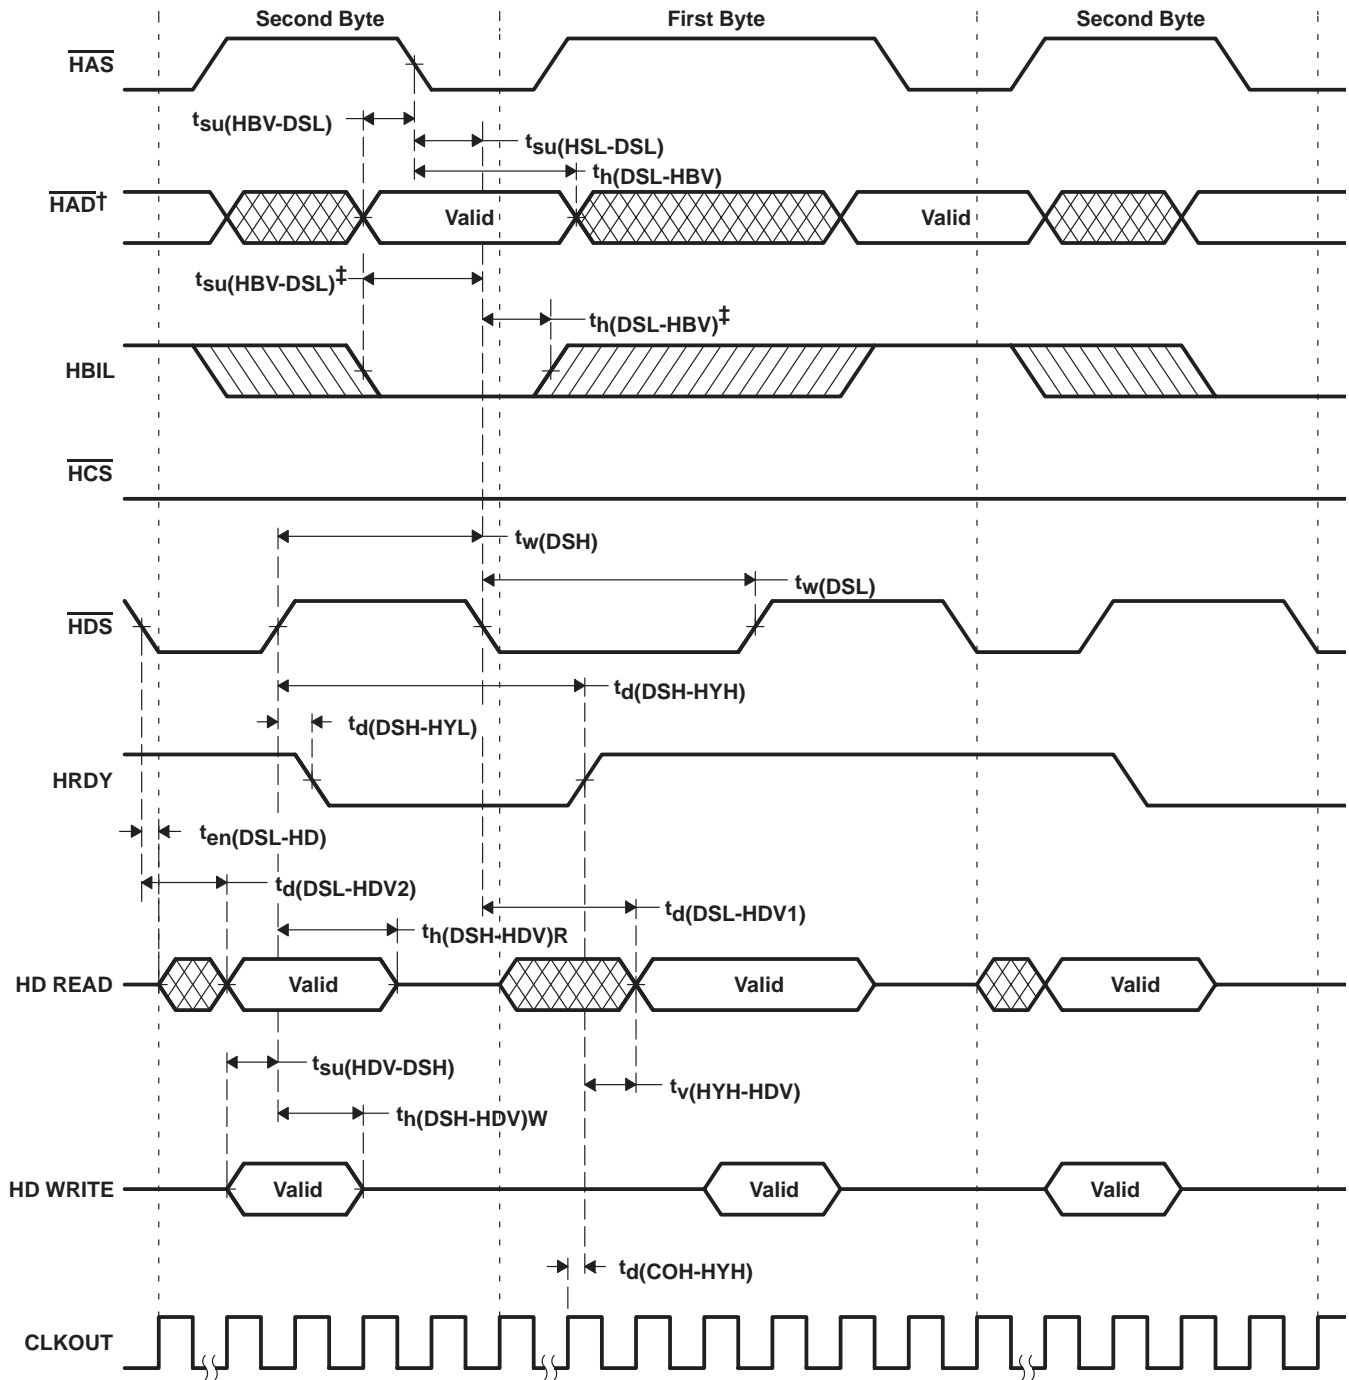 Second Byte First Byte Second Byte
HAS
tsu(HBV-DSL)
tsu(HSL-DSL)
th(DSL-HBV)
HAD†
Valid Valid
tsu(HBV-DSL)‡
th(DSL-HBV)‡
HBIL
HCS
tw(DSH)
tw(DSL)
HDS
td(DSH-HYH)
td(DSH-HYL)
HRDY
ten(DSL-HD)
td(DSL-HDV2)
td(DSL-HDV1)
th(DSH-HDV)R
HD READ Valid Valid Valid
tsu(HDV-DSH)
tv(HYH-HDV)
th(DSH-HDV)W
HD WRITE Valid Valid Valid
td(COH-HYH)
CLKOUT